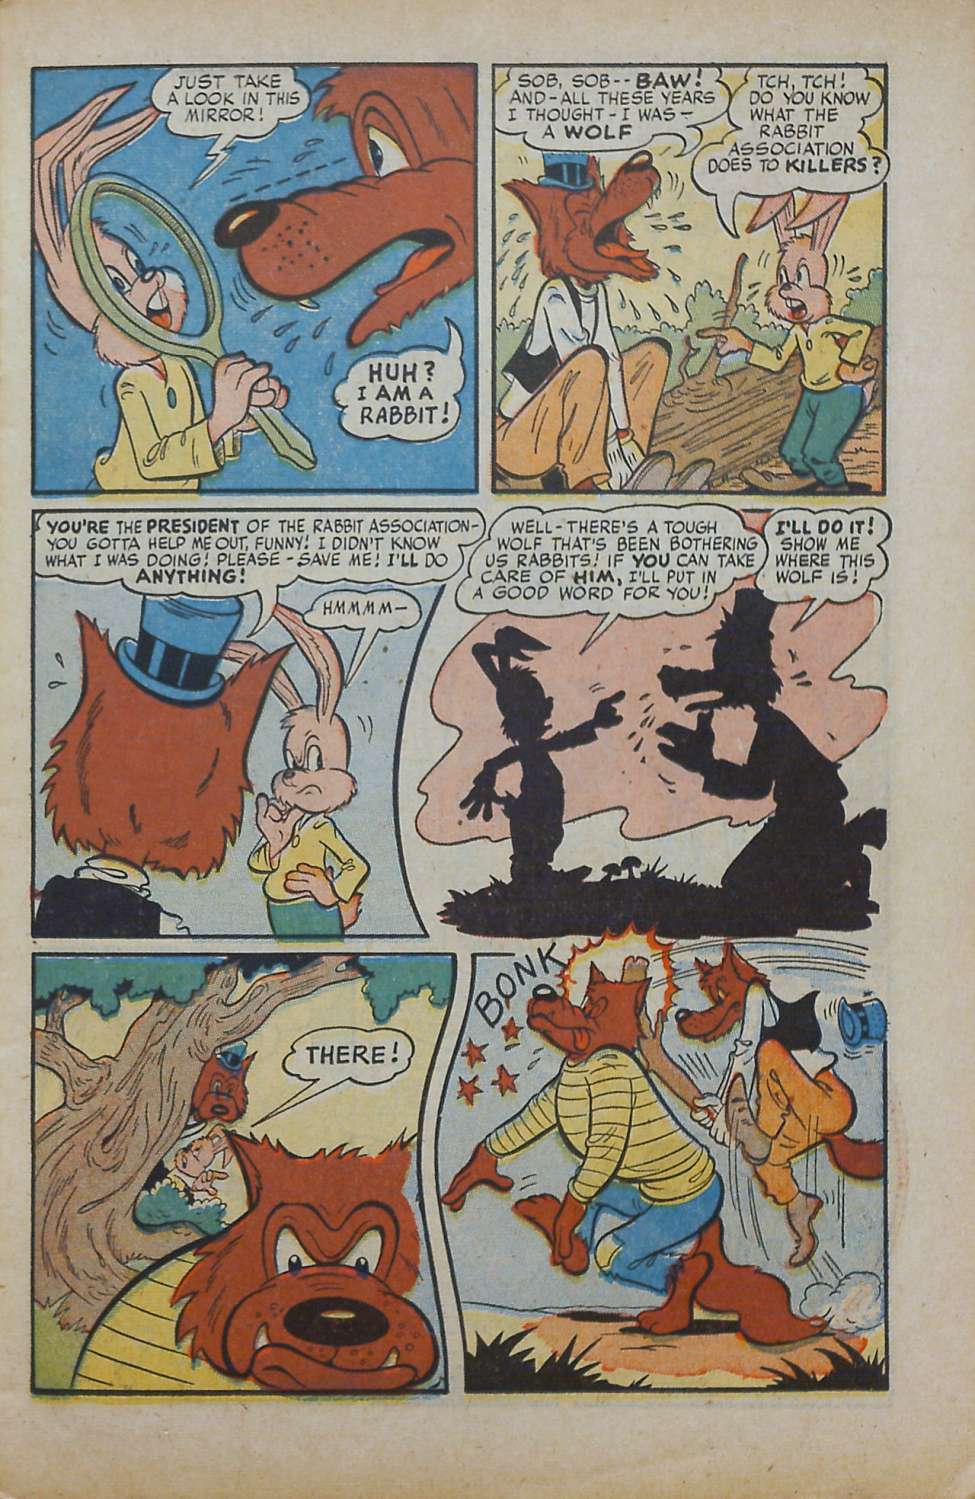 JUST TAKE
A LOOK IN THIS
MIRROR!
HUH?
I AM A
RABBIT!
SOB, SOB-- BAW!
AND-ALL THESE YEARS
I THOUGHT-I WAS-
A WOLF
TCH, TCH!
DO YOU KNOW
WHAT THE
RABBIT
ASSOCIATION
DOES TO KILLERS?
YOU'RE THE PRESIDENT OF THE RABBIT ASSOCIATION-
YOU GOTTA HELP ME OUT, FUNNY! I DIDN'T KNOW
WHAT I WAS DOING! PLEASE-SAVE ME! I'LL DO
ANYTHING!
HMMMM-
WELL-THERE'S A TOUGH
WOLF THAT'S BEEN BOTHERING
US RABBITS! IF YOU CAN TAKE
CARE OF HIM, I'LL PUT IN
A GOOD WORD FOR YOU!
I'LL DO IT!
SHOW ME
WHERE THIS
WOLF IS!
THERE!
BONK